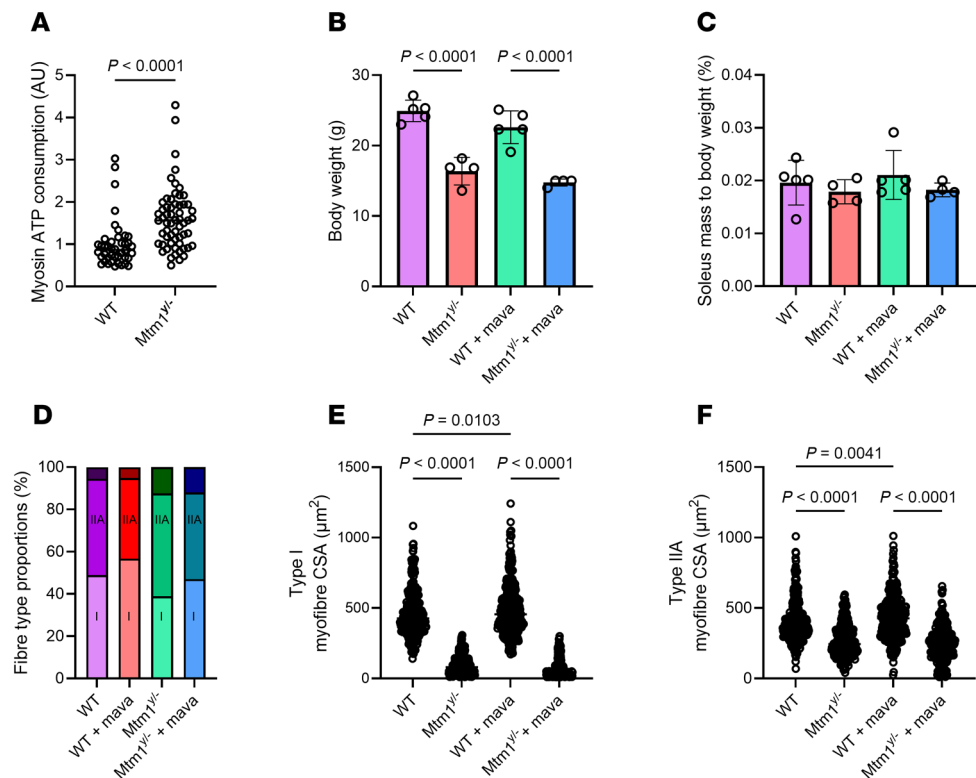 A
P < 0.0001
Myosin ATP consumption (AU)
5
4
3
2
1
0
WT
Mtm1y/-
B
P < 0.0001
P < 0.0001
Body weight (g)
30
20
10
0
WT
Mtm1y/-
WT + mava
Mtm1y/- + mava
C
Soleus mass to body weight (%)
0.04
0.03
0.02
0.01
0.00
WT
Mtm1y/-
WT + mava
Mtm1y/- + mava
D
Fibre type proportions (%)
100
80
60
40
20
0
IIA
IIA
IIA
IIA
I
I
I
I
WT
WT + mava
Mtm1y/-
Mtm1y/- + mava
E
P = 0.0103
P < 0.0001
P < 0.0001
Type I
myofibre CSA (μm²)
1500
1000
500
0
WT
Mtm1y/-
WT + mava
Mtm1y/- + mava
F
P = 0.0041
P < 0.0001
P < 0.0001
Type IIA
myofibre CSA (μm²)
1500
1000
500
0
WT
Mtm1y/-
WT + mava
Mtm1y/- + mava